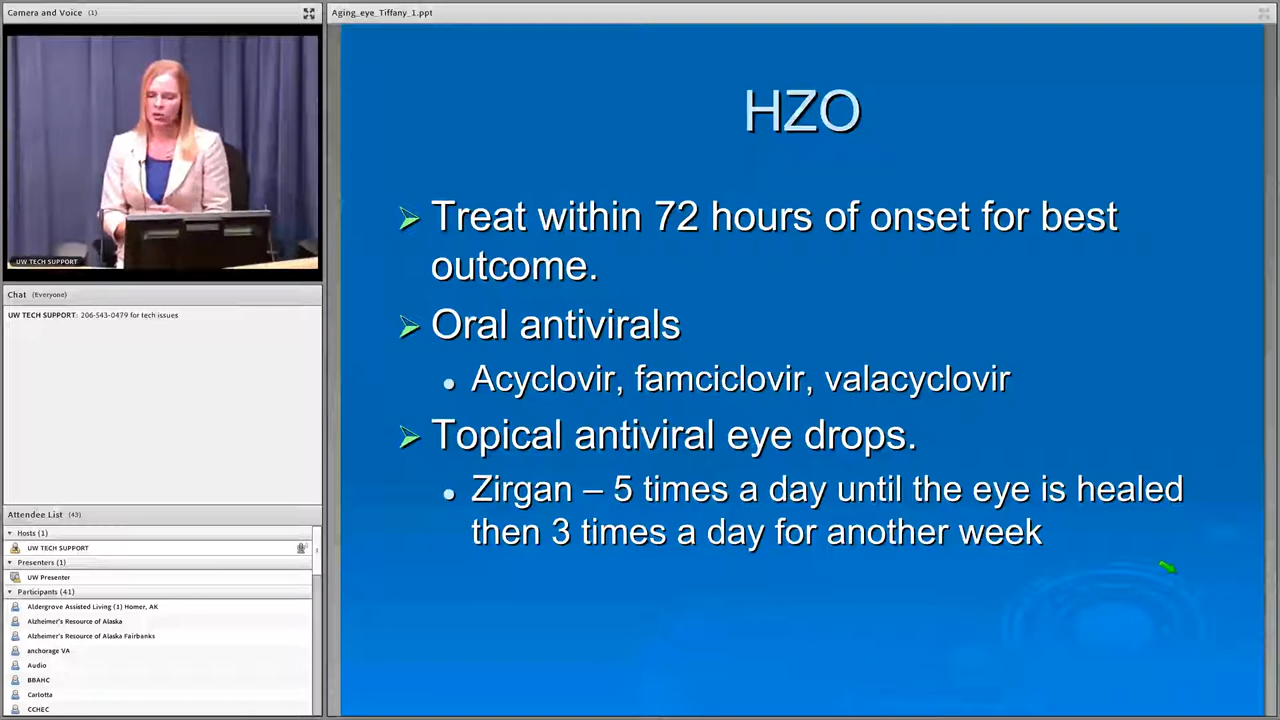 Camera and Voice (1)
UW TECH SUPPORT
Chat (Everyone)
UW TECH SUPPORT: 206-543-0479 for tech issues
Attendee List (43)
Hosts (1)
UW TECH SUPPORT
Presenters (1)
UW Presenter
Participants (41)
Aldergrove Assisted Living (1) Homer, AK
Alzheimer's Resource of Alaska
Alzheimer's Resource of Alaska Fairbanks
anchorage VA
Audio
BBAHC
Carlotta
CCHEC
Aging_eye_Tiffany_1.ppt
HZO
Treat within 72 hours of onset for best
outcome.
Oral antivirals
Acyclovir, famciclovir, valacyclovir
Topical antiviral eye drops.
Zirgan – 5 times a day until the eye is healed
then 3 times a day for another week